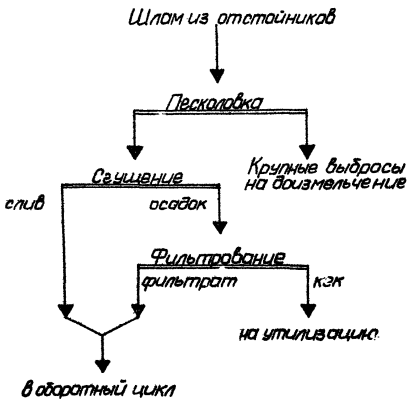 Шлам из отстойников
Песколовка
Сгущение
Крупные выбросы
на доизмельчение
слив
осадок
Фильтрование
фильтрат
кэк
на утилизацию
в оборотный цикл